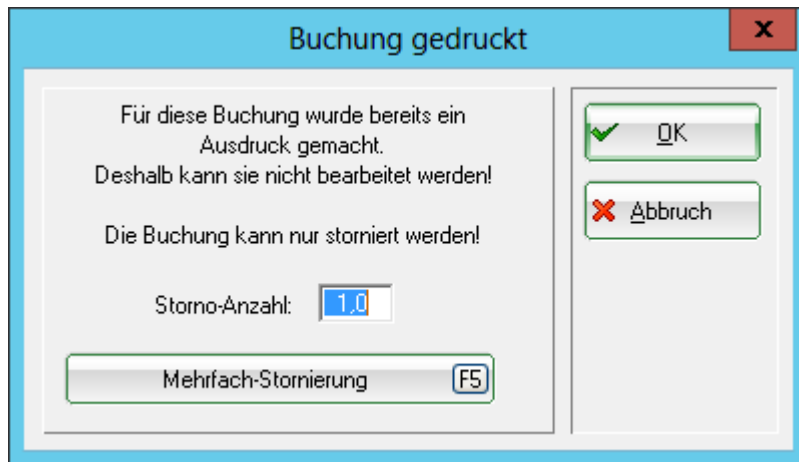 Buchung gedruckt
x
Für diese Buchung wurde bereits ein
Ausdruck gemacht.
Deshalb kann sie nicht bearbeitet werden!
Die Buchung kann nur storniert werden!
Storno-Anzahl: 1,0
Mehrfach-Stornierung F5
OK
Abbruch